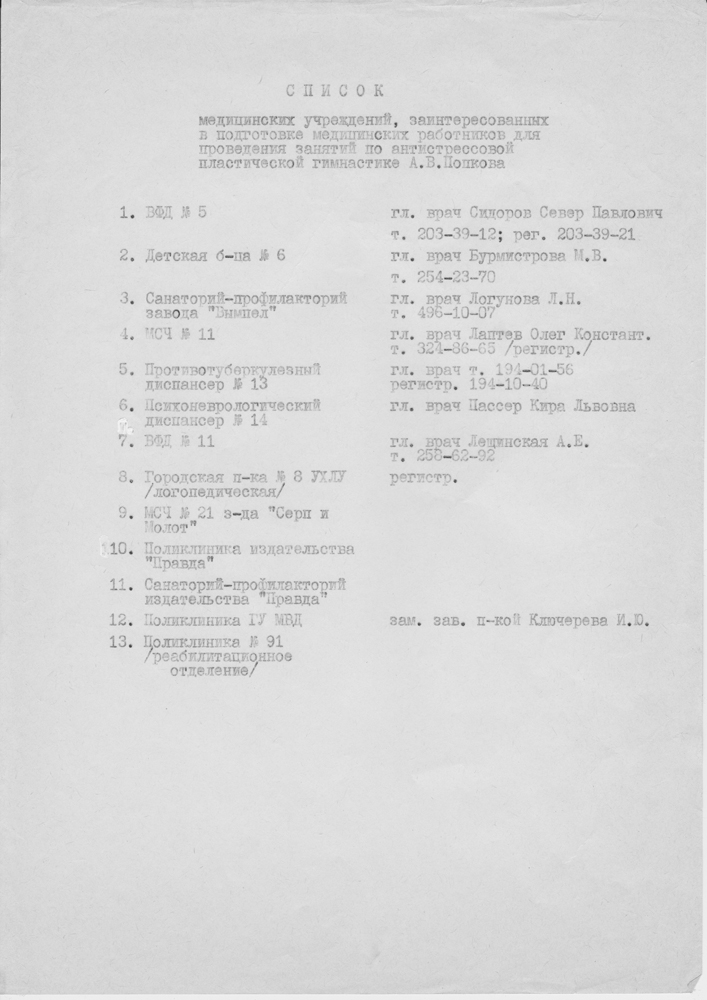 СПИСОК
медицинских учреждений, заинтересованных
в подготовке медицинских работников для
проведения занятий по антистрессовой
пластической гимнастике А.В.Попкова
1. ВФД № 5 гл. врач Сидоров Север Павлович
т. 203-39-12; рег. 203-39-21
2. Детская б-ца № 6 гл. врач Бурмистрова М.В.
т. 254-23-70
3. Санаторий-профилакторий гл. врач Логунова Л.Н.
завода "Вымпел" т. 496-10-07
4. МСЧ № 11 гл. врач Лаптев Олег Констант.
т. 324-86-65 /регистр./
5. Противотуберкулезный гл. врач т. 194-01-56
диспансер № 13 регистр. 194-10-40
6. Психоневрологический гл. врач Пассер Кира Львовна
диспансер № 14
7. ВФД № 11 гл. врач Лещинская А.Е.
т. 258-62-92
8. Городская п-ка № 8 УХЛУ регистр.
/логопедическая/
9. МСЧ № 21 з-да "Серп и
Молот"
10. Поликлиника издательства
"Правда"
11. Санаторий-профилакторий
издательства "Правда"
12. Поликлиника ГУ МВД зам. зав. п-кой Ключерева И.Ю.
13. Поликлиника № 91
/реабилитационное
отделение/